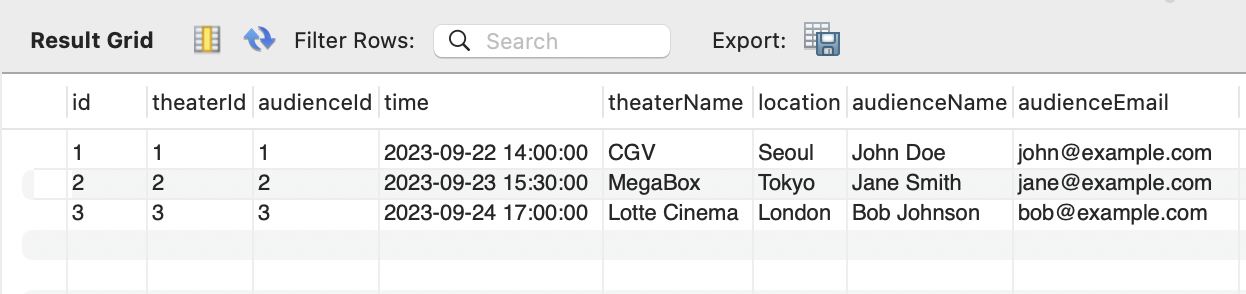 Result Grid Filter Rows: Search Export:
id theaterId audienceId time theaterName location audienceName audienceEmail
1 1 1 2023-09-22 14:00:00 CGV Seoul John Doe john@example.com
2 2 2 2023-09-23 15:30:00 MegaBox Tokyo Jane Smith jane@example.com
3 3 3 2023-09-24 17:00:00 Lotte Cinema London Bob Johnson bob@example.com